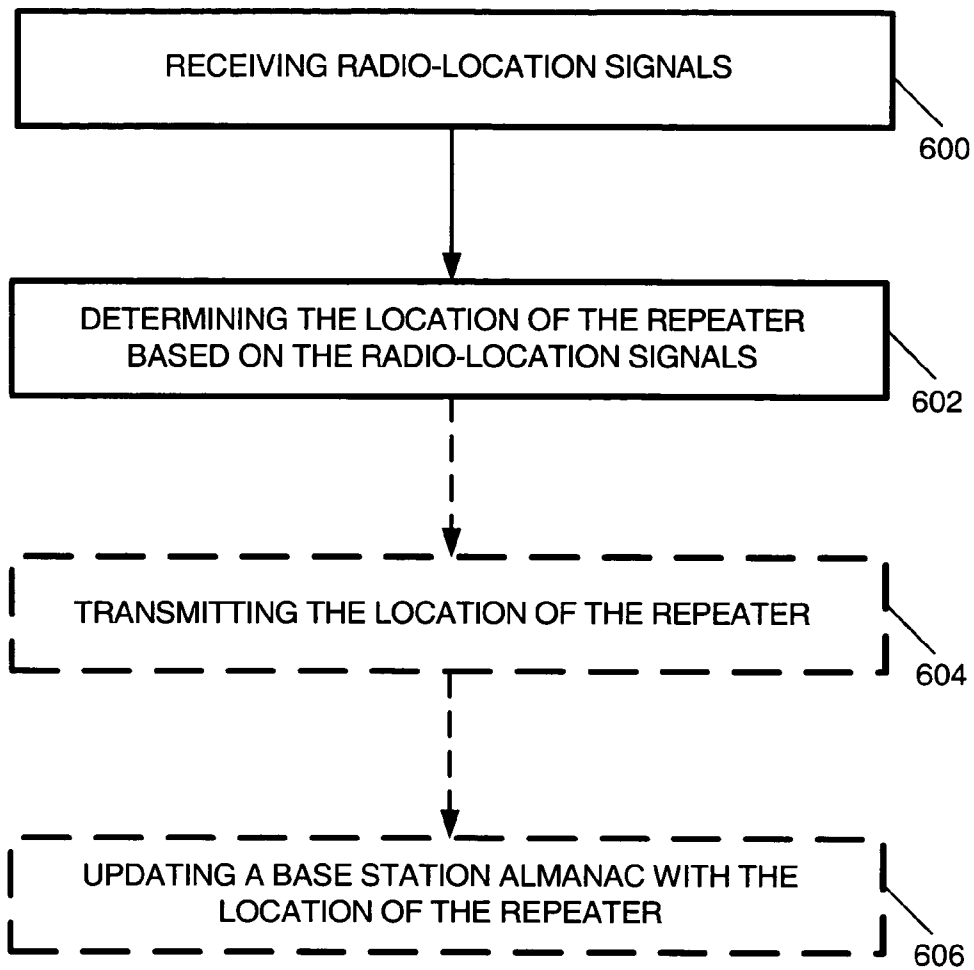 RECEIVING RADIO-LOCATION SIGNALS
600
DETERMINING THE LOCATION OF THE REPEATER
BASED ON THE RADIO-LOCATION SIGNALS
602
TRANSMITTING THE LOCATION OF THE REPEATER
604
UPDATING A BASE STATION ALMANAC WITH THE
LOCATION OF THE REPEATER
606